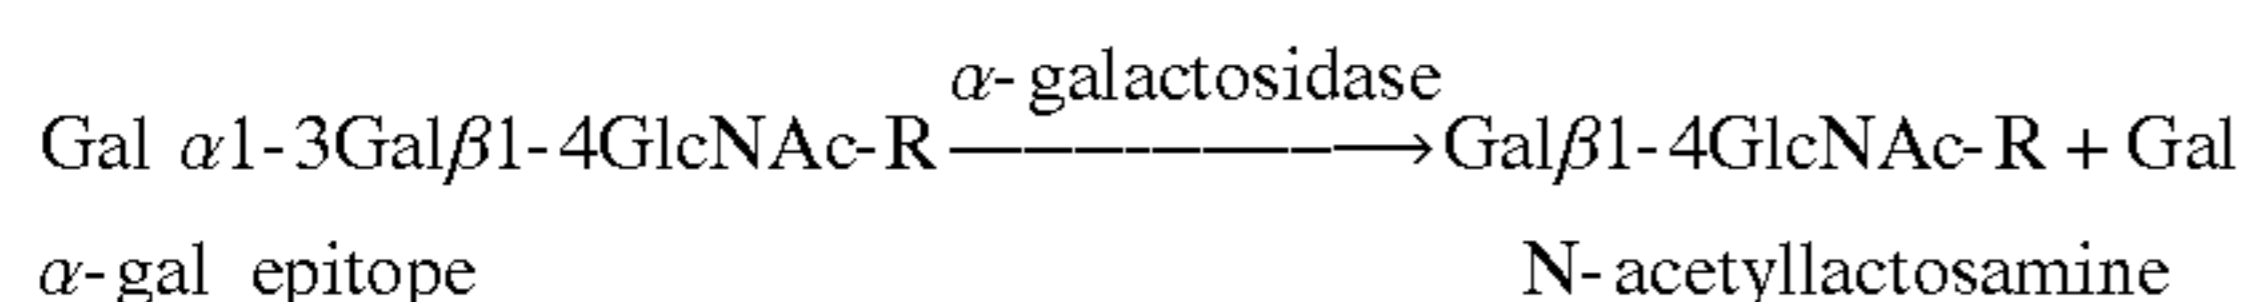 α-galactosidase
Gal α1-3Galβ1-4GlcNAc-R ————————→ Galβ1-4GlcNAc-R + Gal
α-gal epitope N-acetyllactosamine